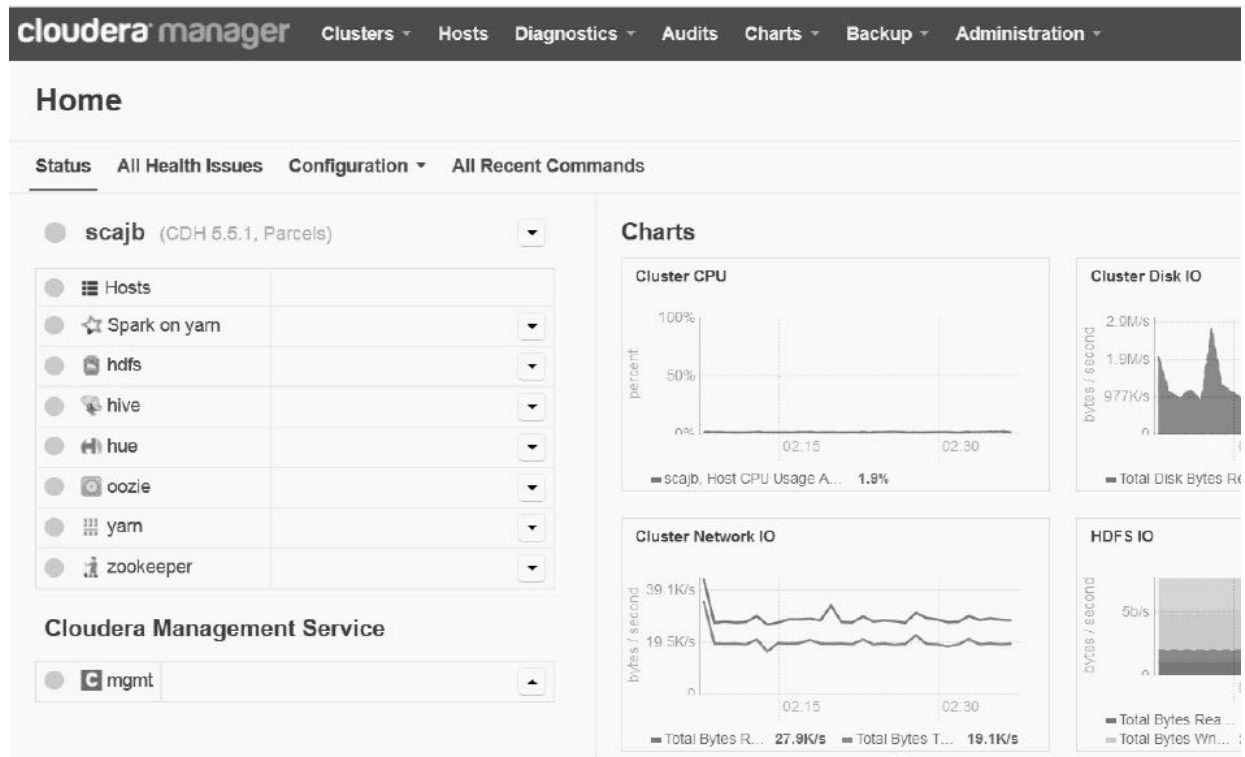 cloudera manager Clusters Hosts Diagnostics Audits Charts Backup Administration
Home
Status All Health Issues Configuration All Recent Commands
scajb (CDH 5.5.1, Parcels)
Hosts
Spark on yarn
hdfs
hive
hue
oozie
yarn
zookeeper
Cloudera Management Service
C mgmt
Charts
Cluster CPU
percent
100%
50%
0%
02:15 02:30
scajb, Host CPU Usage A... 1.9%
Cluster Disk IO
bytes / second
2.9M/s
1.9M/s
977K/s
0
Total Disk Bytes Re
Cluster Network IO
bytes / second
39.1K/s
19.5K/s
0
02:15 02:30
Total Bytes R... 27.9K/s Total Bytes T... 19.1K/s
HDFS IO
bytes / second
5b/s
0
Total Bytes Rea...
Total Bytes Wri...